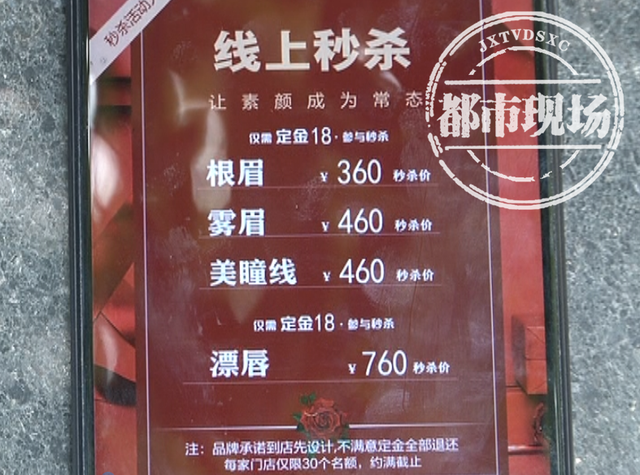 秒杀活动
线上秒杀
JXTVDSXC
都市现场
让素颜成为常态
仅需 定金18·参与秒杀
根眉 ¥ 360 秒杀价
雾眉 ¥ 460 秒杀价
美瞳线 ¥ 460 秒杀价
仅需 定金18·参与秒杀
漂唇 ¥ 760 秒杀价
注：品牌承诺到店先设计,不满意定金全部退还
每家门店仅限30个名额，约满截止